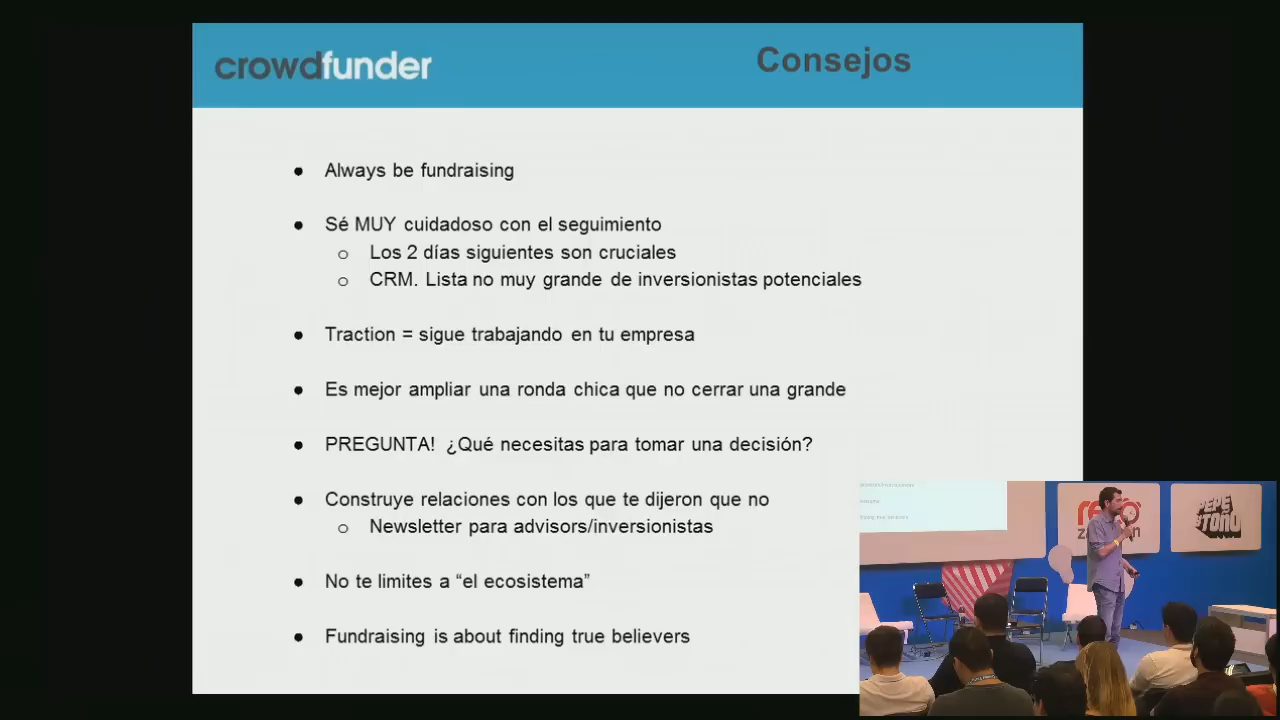 crowdfunder
Consejos
Always be fundraising
Sé MUY cuidadoso con el seguimiento
Los 2 días siguientes son cruciales
CRM. Lista no muy grande de inversionistas potenciales
Traction = sigue trabajando en tu empresa
Es mejor ampliar una ronda chica que no cerrar una grande
PREGUNTA! ¿Qué necesitas para tomar una decisión?
Construye relaciones con los que te dijeron que no
Newsletter para advisors/inversionistas
No te limites a “el ecosistema”
Fundraising is about finding true believers
PEPE
&TOÑO